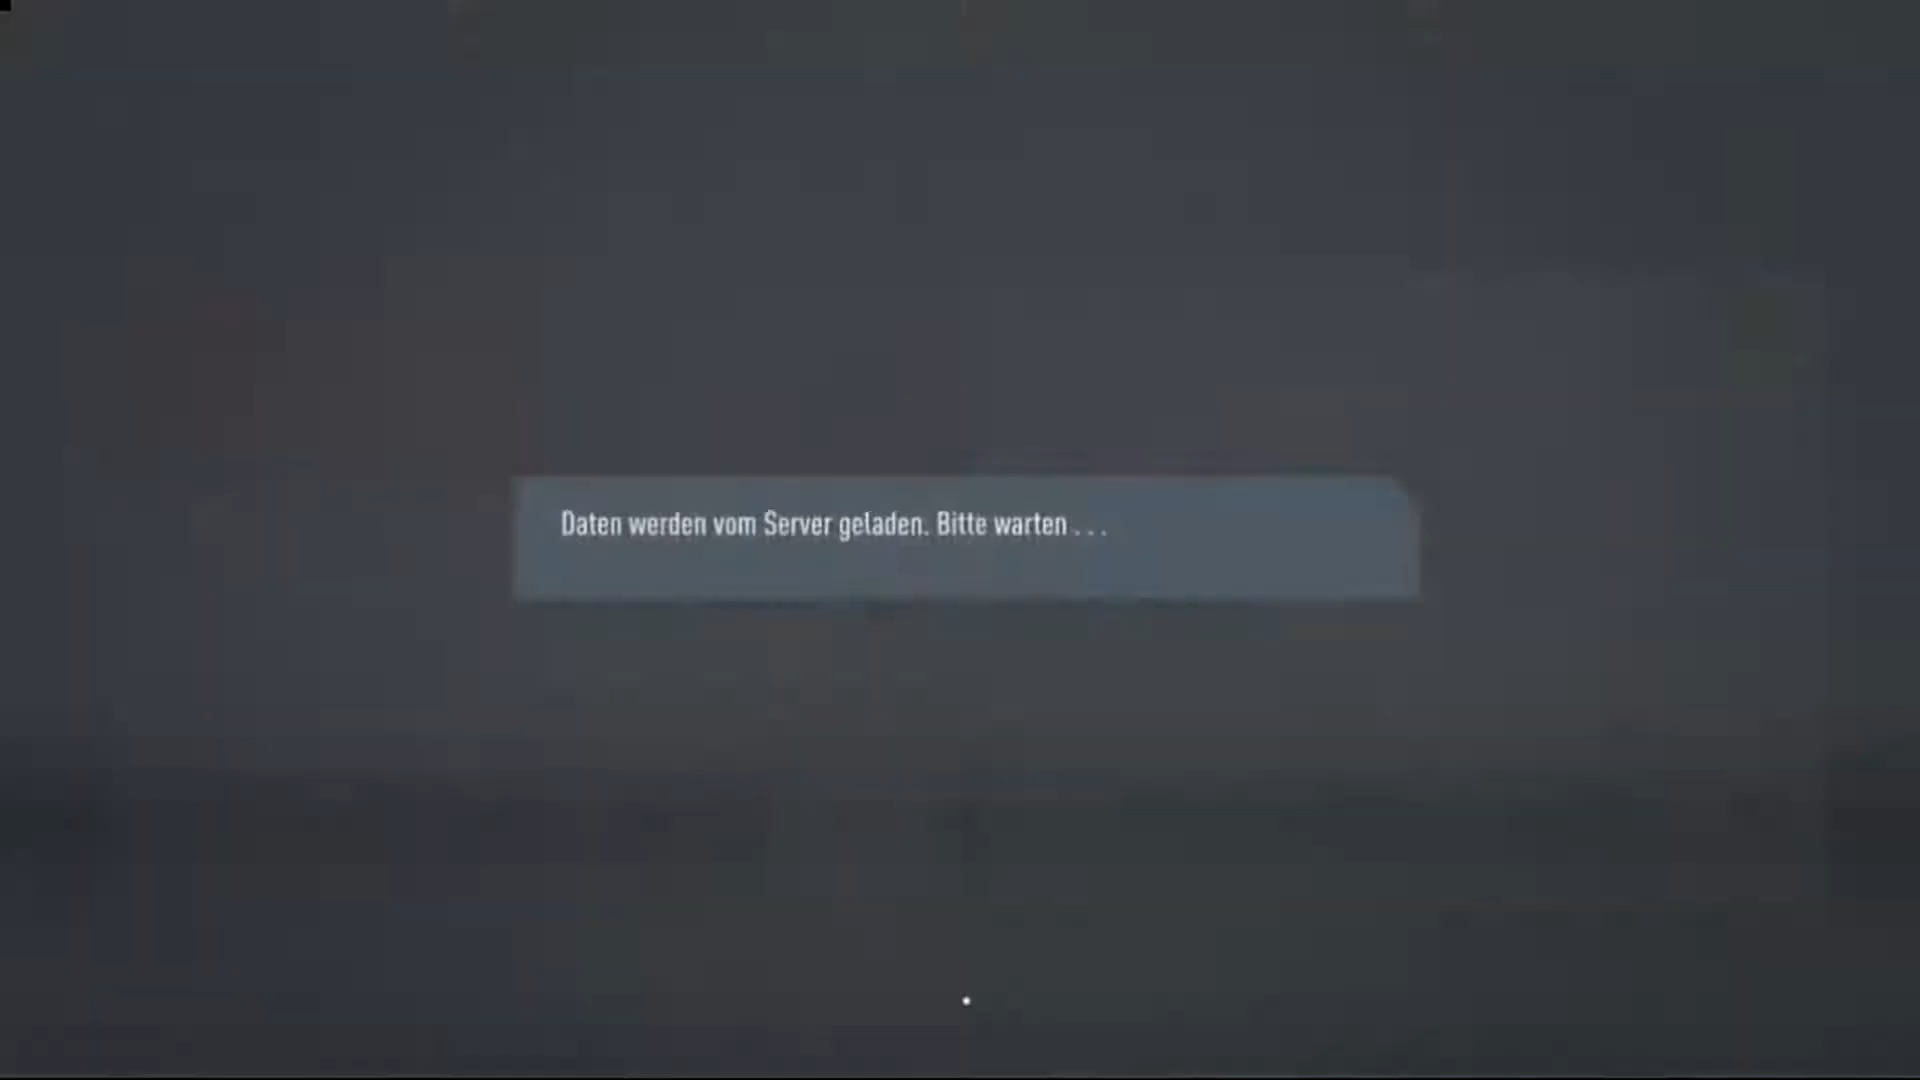 Daten werden vom Server geladen. Bitte warten . . .